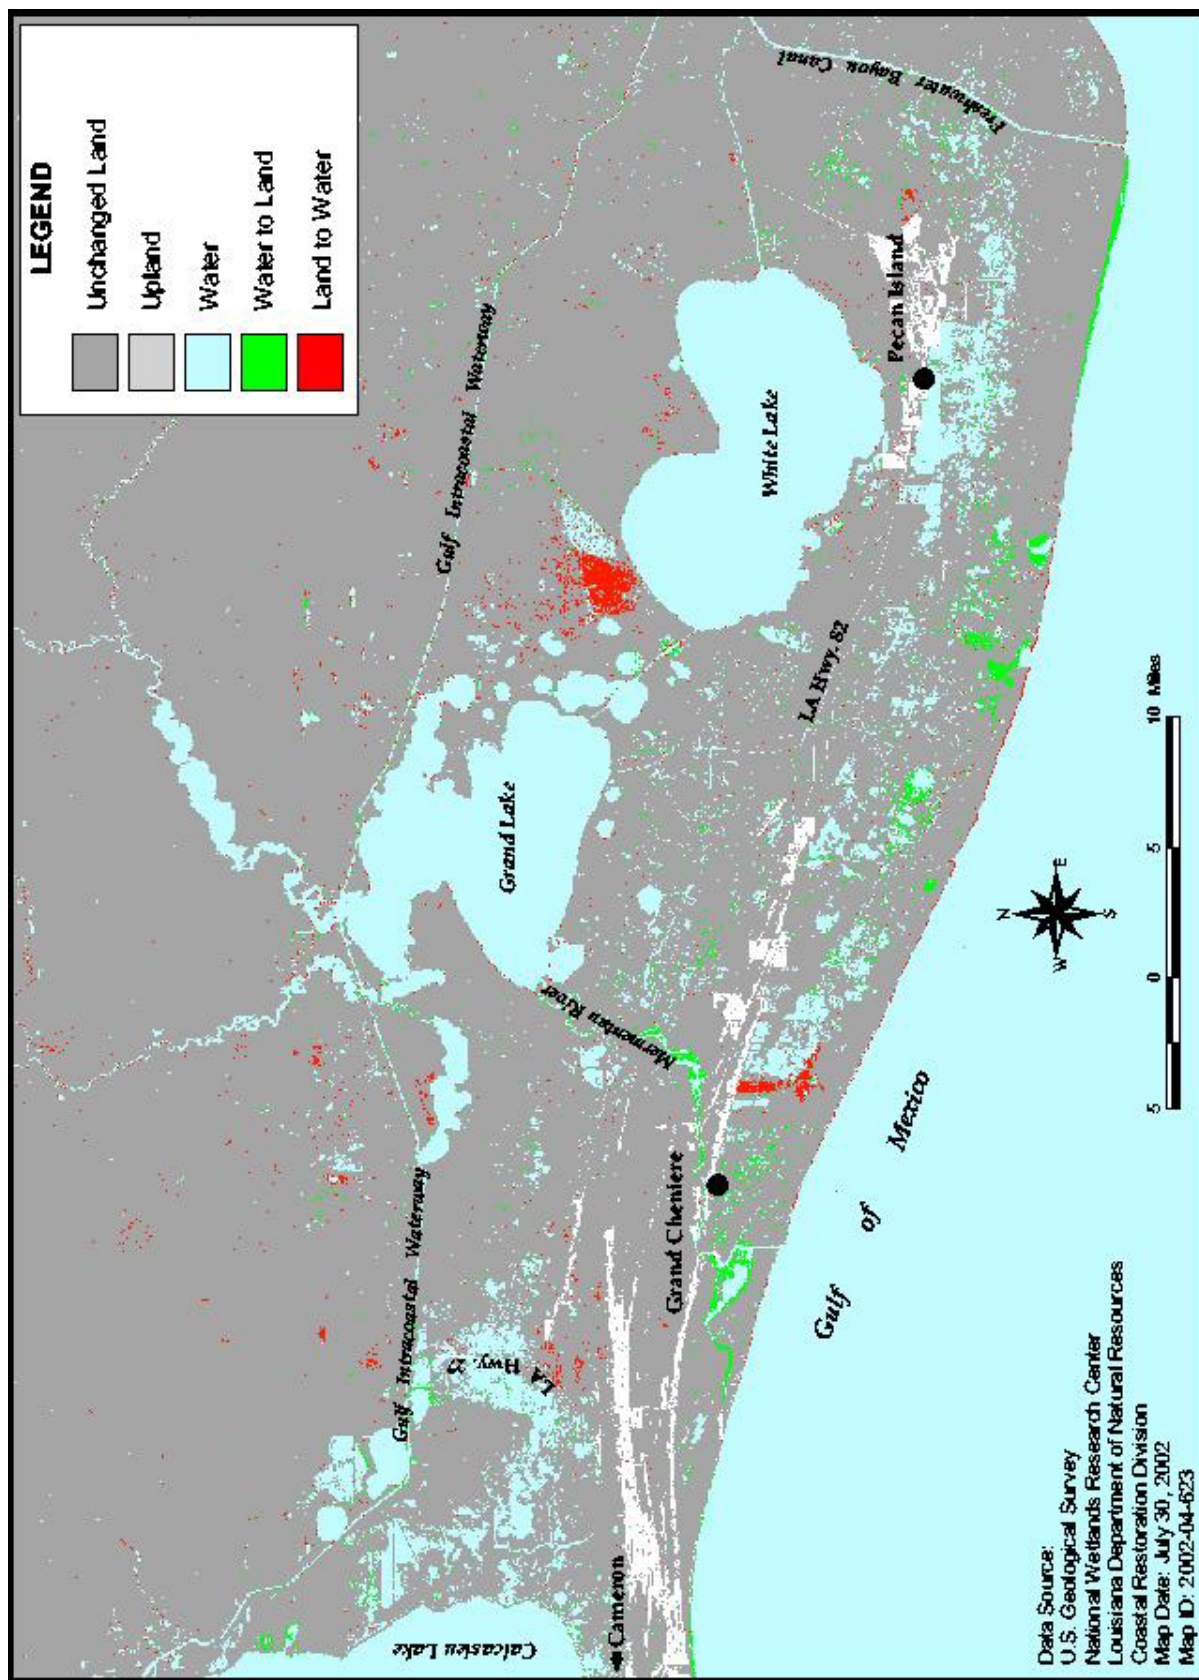 LEGEND
Unchanged Land
Upland
Water
Water to Land
Land to Water
Freshwater Bayou Canal
Gulf Intracoastal Waterway
Pecan Island
White Lake
LA Hwy. 82
Grand Lake
Mermentau River
Gulf Intracoastal Waterway
LA Hwy. 27
Grand Cheniere
Calcasieu Lake
Cameron
Gulf of Mexico
N
W E
S
5 0 5 10 Miles
Data Source:
U.S. Geological Survey
National Wetlands Research Center
Louisiana Department of Natural Resources
Coastal Restoration Division
Map Date: July 30, 2002
Map ID: 2002-04-623